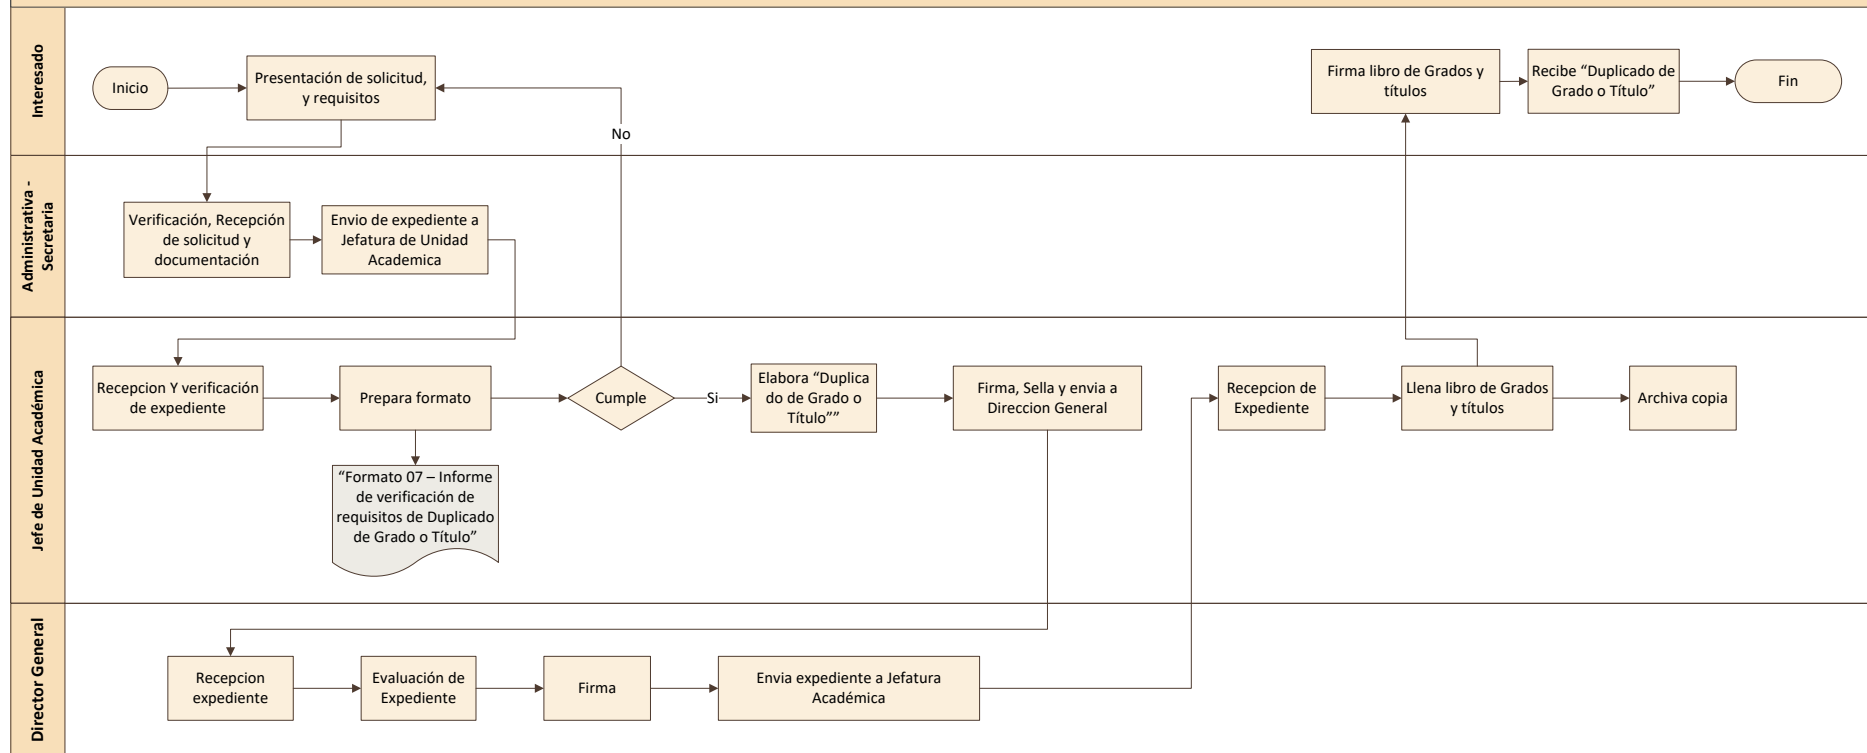 Interesado
Inicio
Presentación de solicitud,
y requisitos
No
Firma libro de Grados y
títulos
Recibe “Duplicado de
Grado o Título”
Fin
Administrativa -
Secretaria
Verificación, Recepción
de solicitud y
documentación
Envio de expediente a
Jefatura de Unidad
Academica
Jefe de Unidad Académica
Recepcion Y verificación
de expediente
Prepara formato
“Formato 07 – Informe
de verificación de
requisitos de Duplicado
de Grado o Título”
Cumple
Si
Elabora “Duplica
do de Grado o
Título””
Firma, Sella y envia a
Direccion General
Recepcion de
Expediente
Llena libro de Grados
y títulos
Archiva copia
Director General
Recepcion
expediente
Evaluación de
Expediente
Firma
Envia expediente a Jefatura
Académica